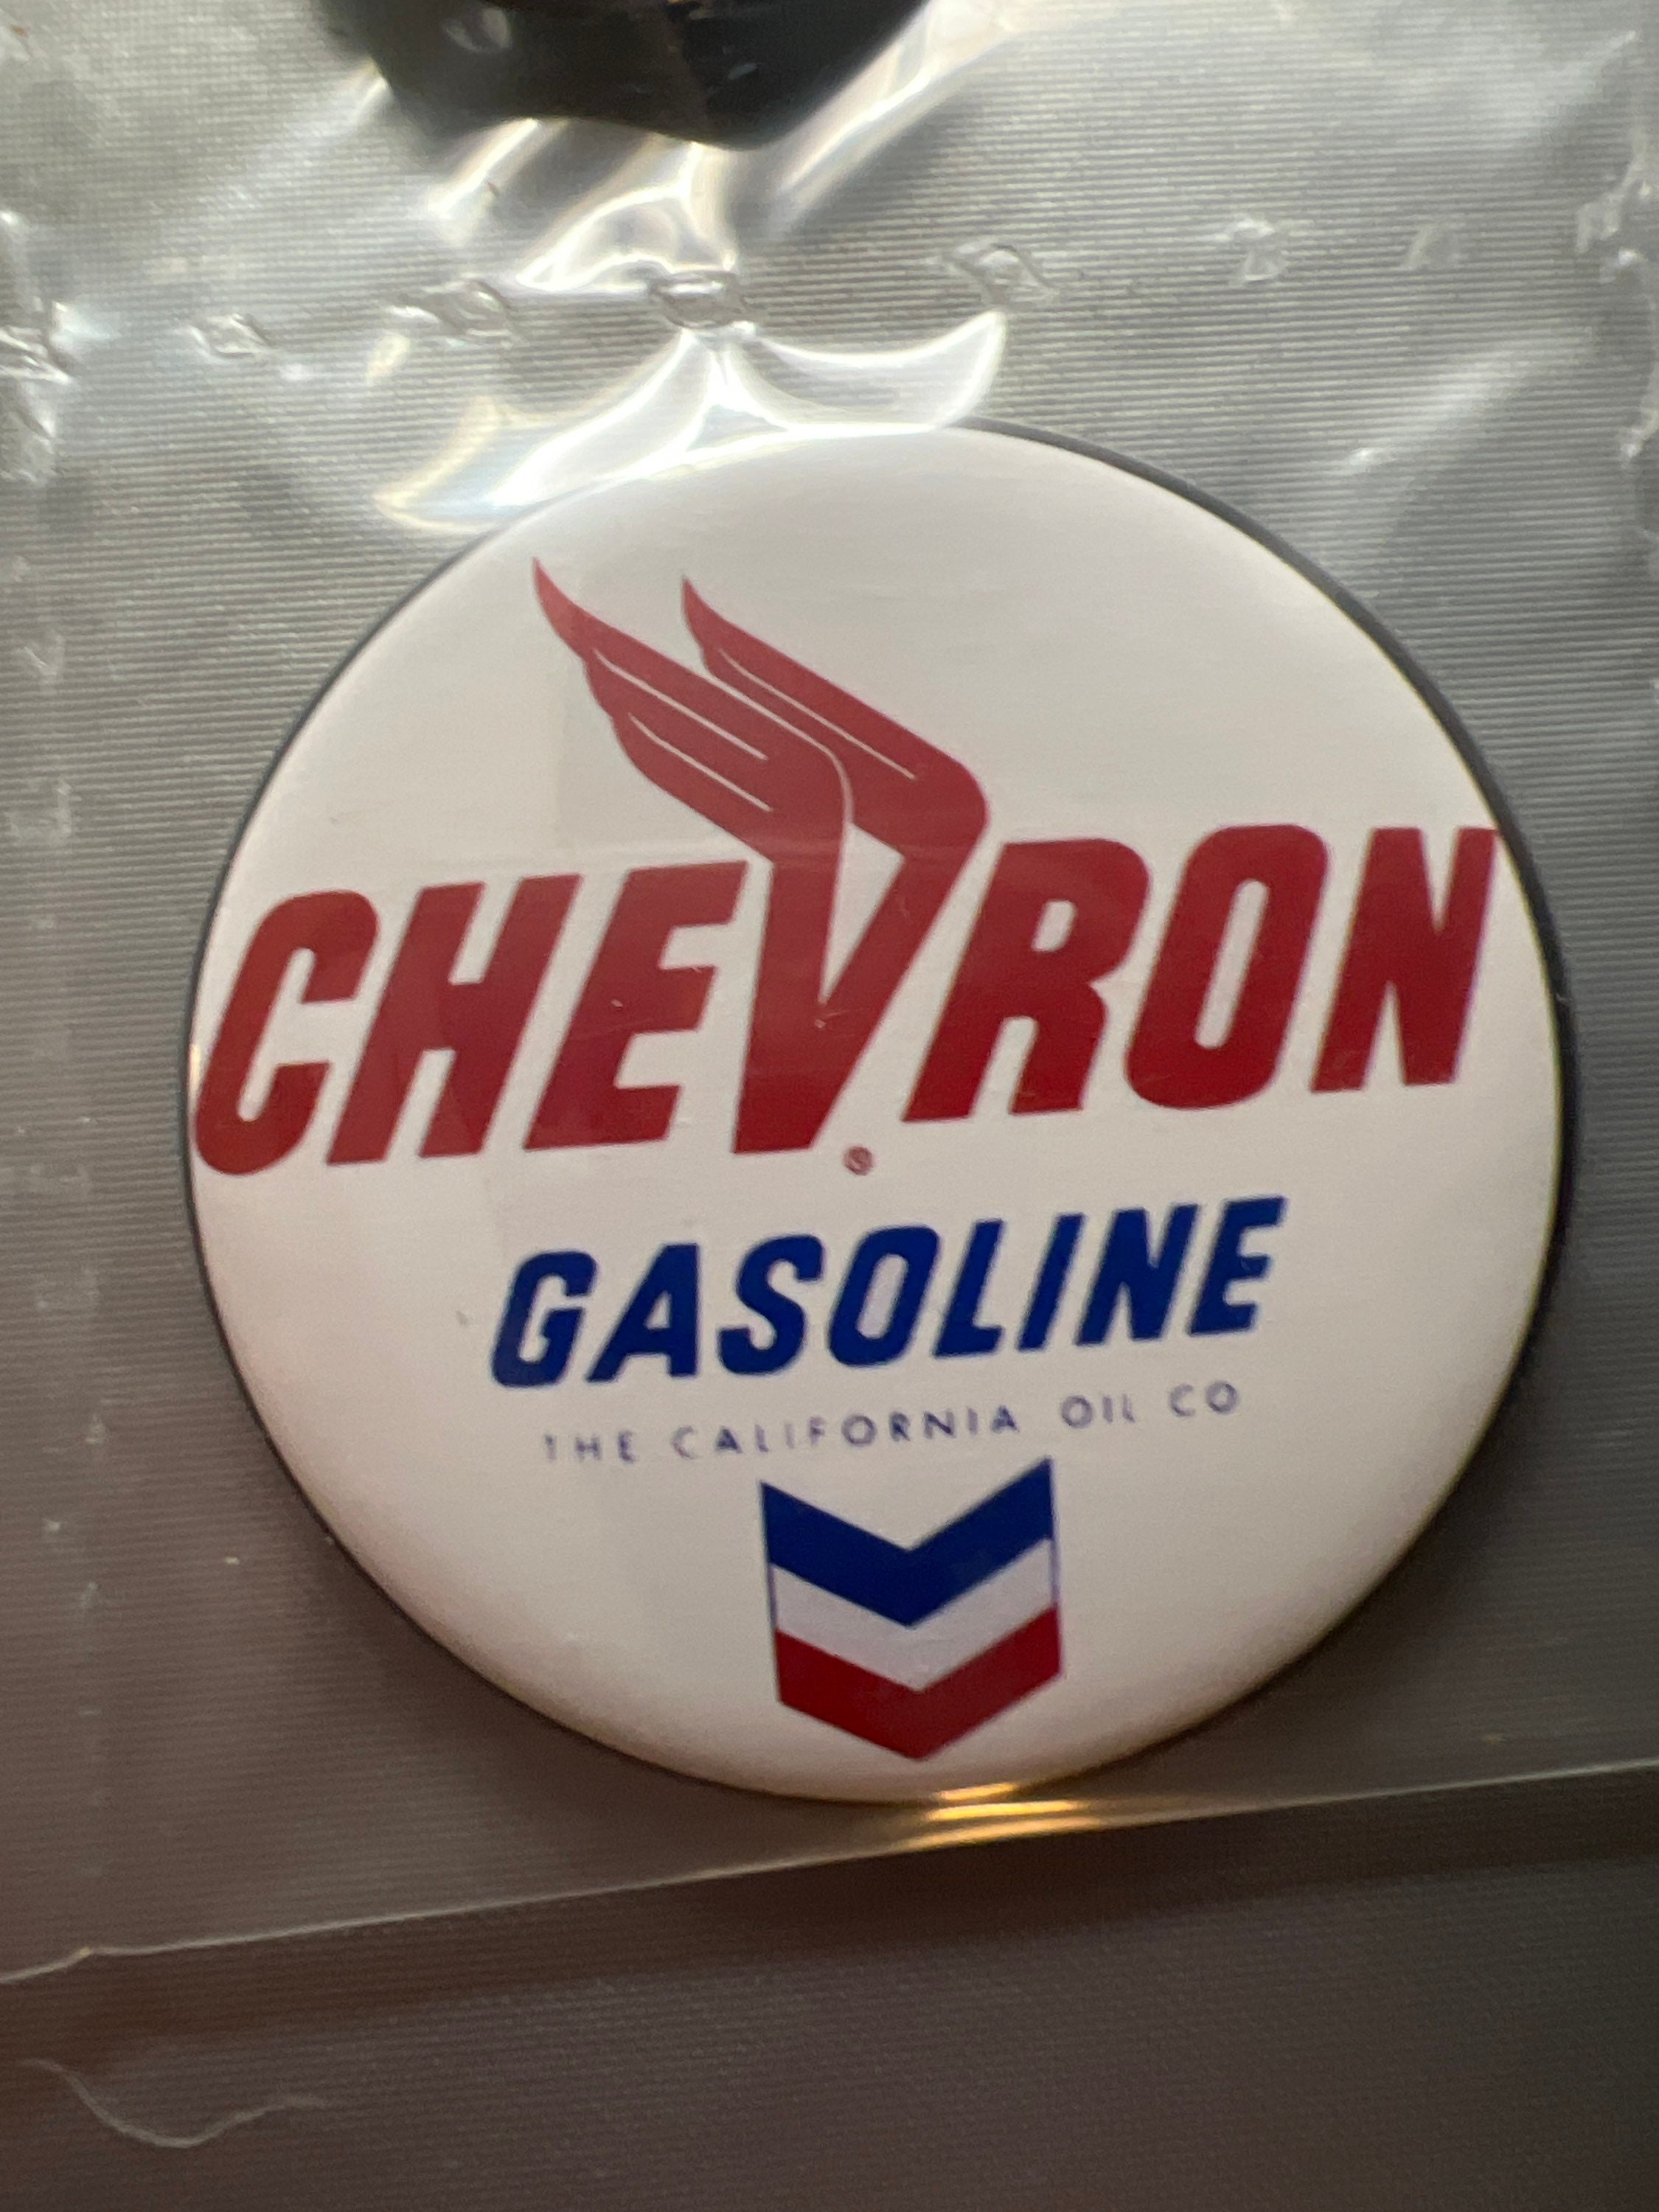 CHEVRON
®
GASOLINE
THE CALIFORNIA OIL CO